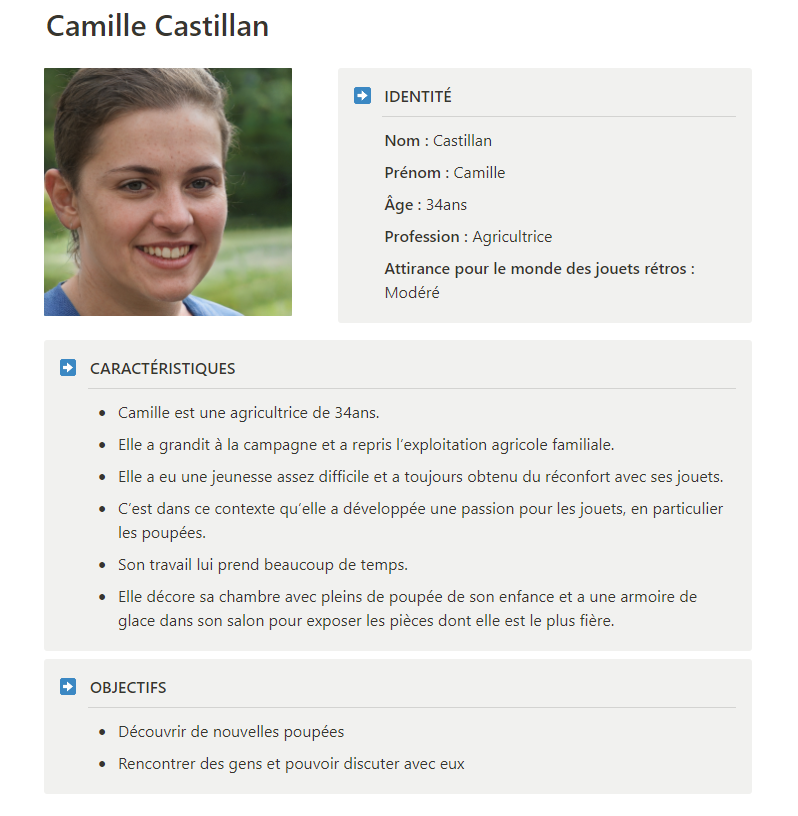 Camille Castillan
IDENTITÉ
Nom : Castillan
Prénom : Camille
Âge : 34ans
Profession : Agricultrice
Attirance pour le monde des jouets rétros :
Modéré
CARACTÉRISTIQUES
• Camille est une agricultrice de 34ans.
• Elle a grandit à la campagne et a repris l’exploitation agricole familiale.
• Elle a eu une jeunesse assez difficile et a toujours obtenu du réconfort avec ses jouets.
• C’est dans ce contexte qu’elle a développée une passion pour les jouets, en particulier
les poupées.
• Son travail lui prend beaucoup de temps.
• Elle décore sa chambre avec pleins de poupée de son enfance et a une armoire de
glace dans son salon pour exposer les pièces dont elle est le plus fière.
OBJECTIFS
• Découvrir de nouvelles poupées
• Rencontrer des gens et pouvoir discuter avec eux